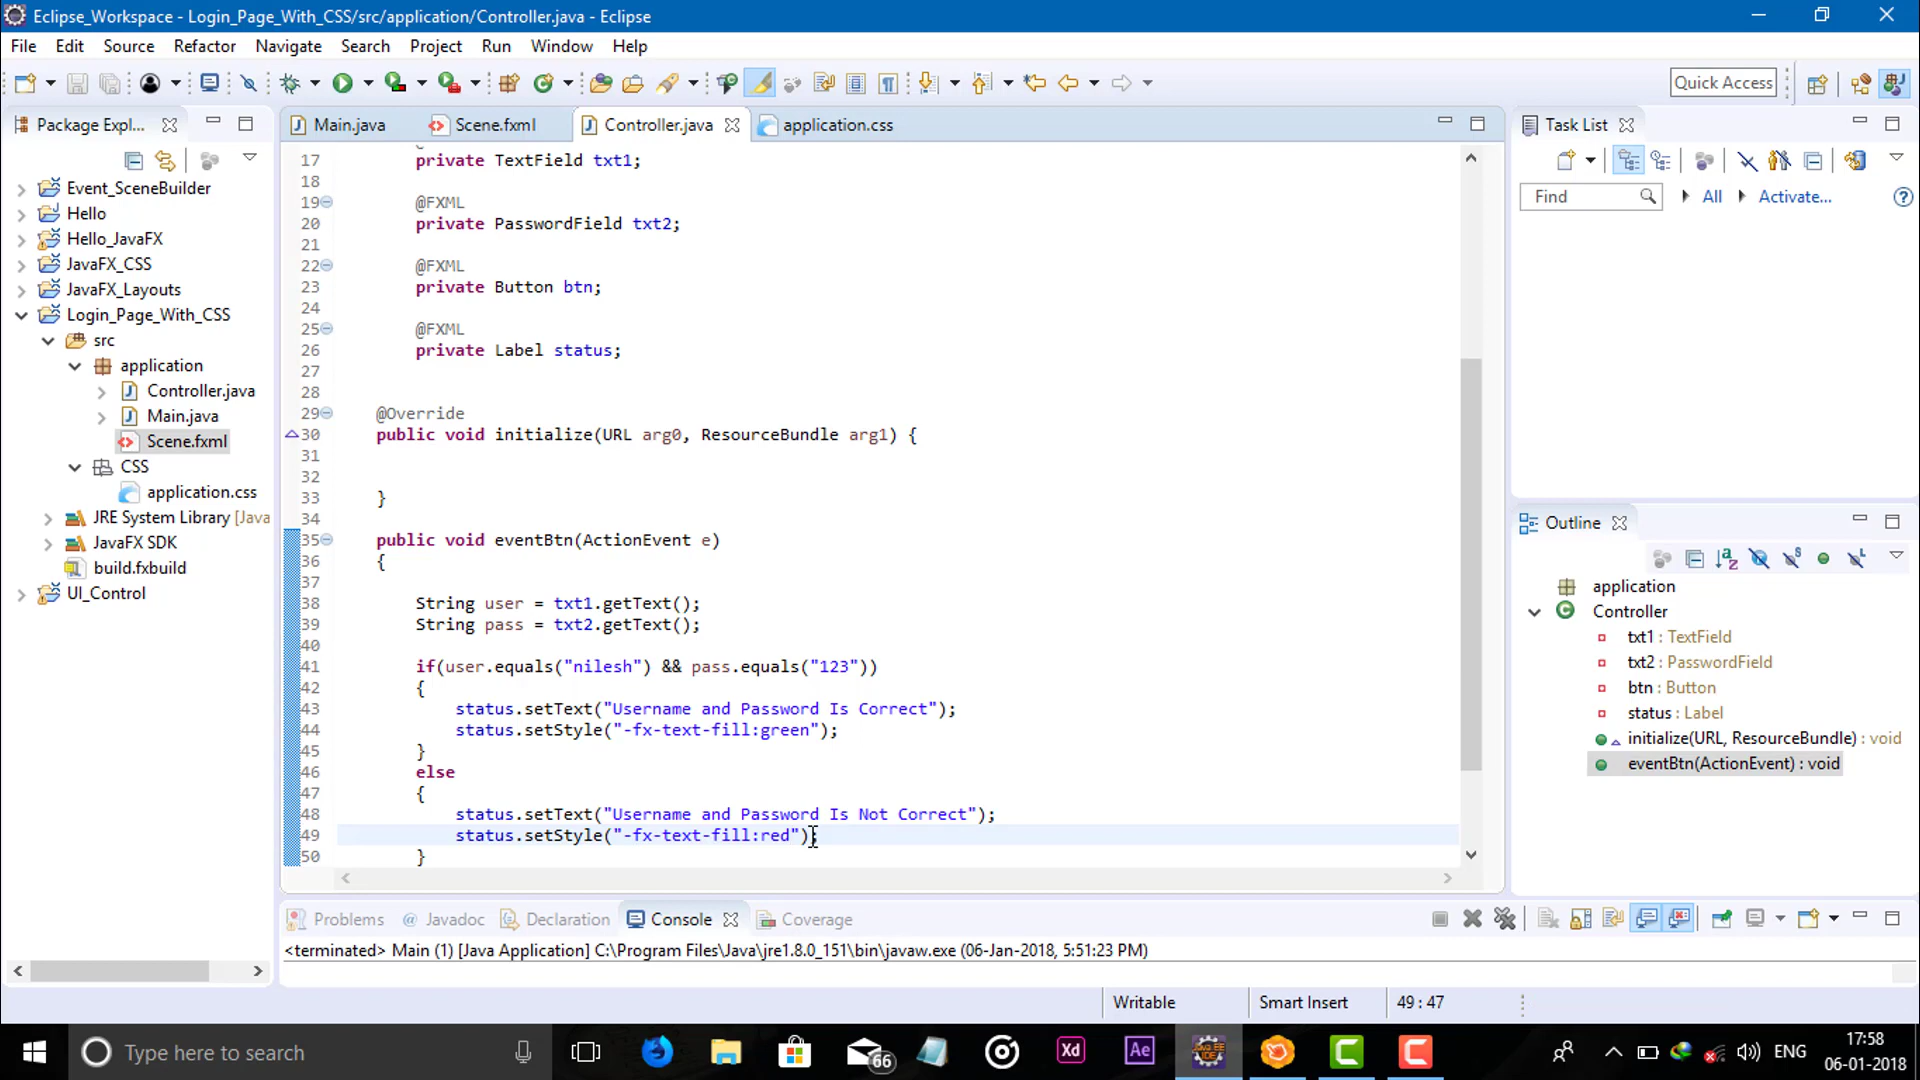 Eclipse_Workspace - Login_Page_With_CSS/src/application/Controller.java - Eclipse
File Edit Source Refactor Navigate Search Project Run Window Help
Quick Access
Package Expl...
Event_SceneBuilder
Hello
Hello_JavaFX
JavaFX_CSS
JavaFX_Layouts
Login_Page_With_CSS
src
application
Controller.java
Main.java
Scene.fxml
CSS
application.css
JRE System Library [Java
JavaFX SDK
build.fxbuild
UI_Control
Main.java Scene.fxml Controller.java application.css
17 private TextField txt1;
18
19 @FXML
20 private PasswordField txt2;
21
22 @FXML
23 private Button btn;
24
25 @FXML
26 private Label status;
27
28
29 @Override
30 public void initialize(URL arg0, ResourceBundle arg1) {
31
32
33 }
34
35 public void eventBtn(ActionEvent e)
36 {
37
38 String user = txt1.getText();
39 String pass = txt2.getText();
40
41 if(user.equals("nilesh") && pass.equals("123"))
42 {
43 status.setText("Username and Password Is Correct");
44 status.setStyle("-fx-text-fill:green");
45 }
46 else
47 {
48 status.setText("Username and Password Is Not Correct");
49 status.setStyle("-fx-text-fill:red");
50 }
Task List
Find All Activate...
Outline
application
Controller
txt1 : TextField
txt2 : PasswordField
btn : Button
status : Label
initialize(URL, ResourceBundle) : void
eventBtn(ActionEvent) : void
Problems Javadoc Declaration Console Coverage
<terminated> Main (1) [Java Application] C:\Program Files\Java\jre1.8.0_151\bin\javaw.exe (06-Jan-2018, 5:51:23 PM)
Writable Smart Insert 49 : 47
Type here to search
66
Xd
Ae
JAVA EE
IDE
ENG
17:58
06-01-2018